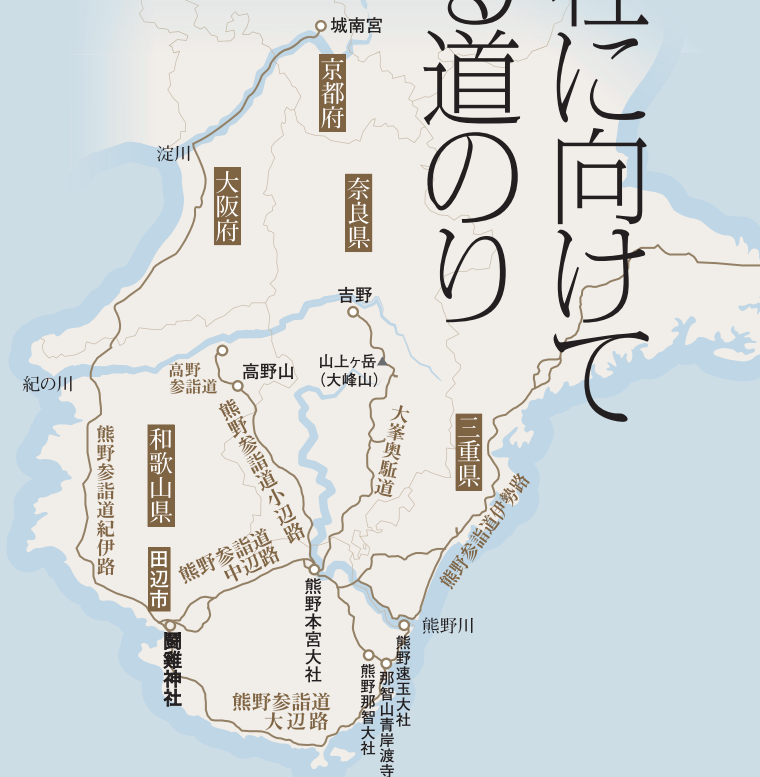 社に向けて
る道のり
城南宮
京都府
淀川
大阪府
奈良県
吉野
紀の川
高野
参詣道
高野山
山上ヶ岳
（大峰山）
大峯奥駈道
三重県
熊野参詣道紀伊路
和歌山県
熊野参詣道小辺路
熊野参詣道伊勢路
田辺市
熊野参詣道
中辺路
熊野本宮大社
熊野川
闘雞神社
熊野速玉大社
熊野那智大社
那智山青岸渡寺
熊野参詣道
大辺路